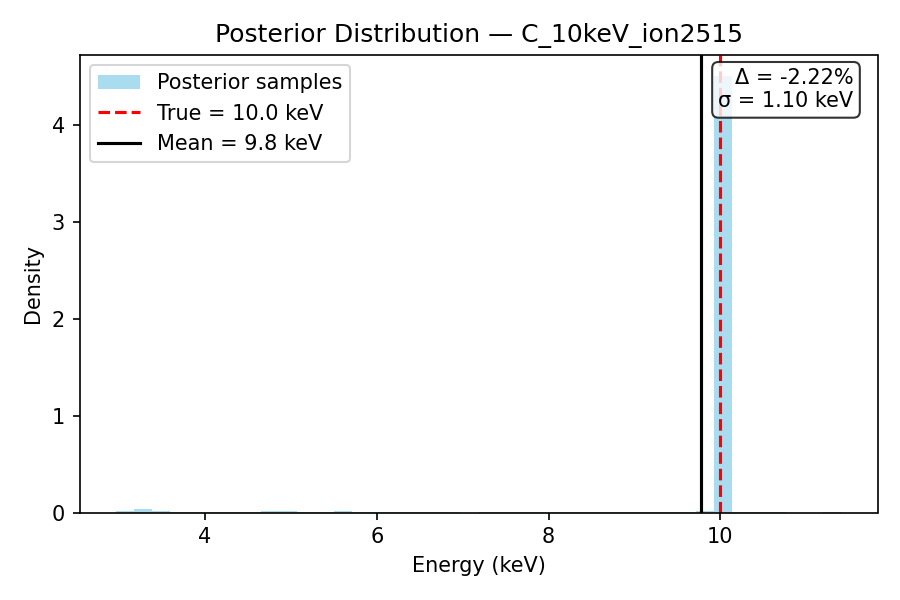 Posterior Distribution — C_10keV_ion2515
Posterior samples
True = 10.0 keV
Mean = 9.8 keV
Δ = -2.22%
σ = 1.10 keV
Density
4
3
2
1
0
4 6 8 10
Energy (keV)